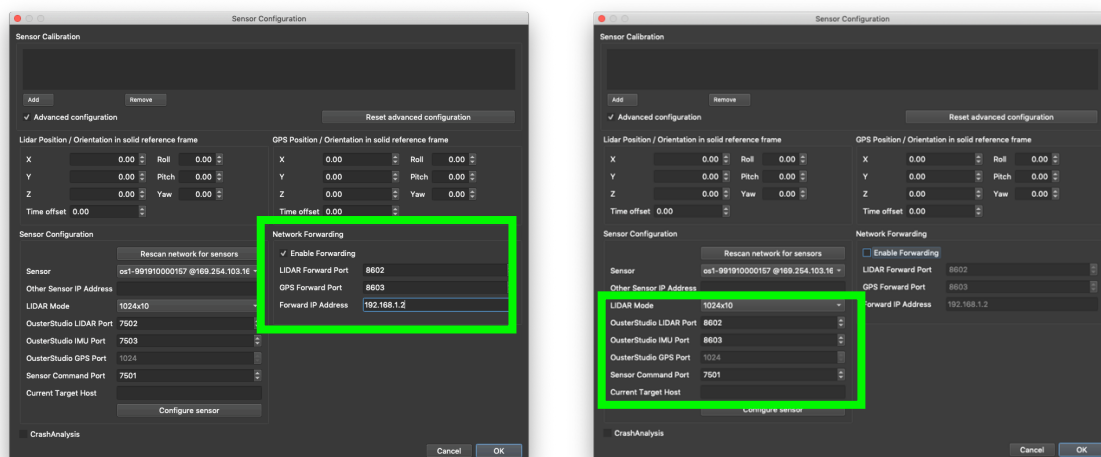 Sensor Configuration
Sensor Calibration
Add Remove
✓ Advanced configuration Reset advanced configuration
Lidar Position / Orientation in solid reference frame GPS Position / Orientation in solid reference frame
X 0.00 Roll 0.00 X 0.00 Roll 0.00
Y 0.00 Pitch 0.00 Y 0.00 Pitch 0.00
Z 0.00 Yaw 0.00 Z 0.00 Yaw 0.00
Time offset 0.00 Time offset 0.00
Sensor Configuration Network Forwarding
Rescan network for sensors ✓ Enable Forwarding
Sensor os1-991910000157 @169.254.103.16 LIDAR Forward Port 8602
Other Sensor IP Address GPS Forward Port 8603
LIDAR Mode 1024x10 Forward IP Address 192.168.1.2
OusterStudio LIDAR Port 7502
OusterStudio IMU Port 7503
OusterStudio GPS Port 1024
Sensor Command Port 7501
Current Target Host
Configure sensor
CrashAnalysis
Cancel OK
Sensor Configuration
Sensor Calibration
Add Remove
✓ Advanced configuration Reset advanced configuration
Lidar Position / Orientation in solid reference frame GPS Position / Orientation in solid reference frame
X 0.00 Roll 0.00 X 0.00 Roll 0.00
Y 0.00 Pitch 0.00 Y 0.00 Pitch 0.00
Z 0.00 Yaw 0.00 Z 0.00 Yaw 0.00
Time offset 0.00 Time offset 0.00
Sensor Configuration Network Forwarding
Rescan network for sensors Enable Forwarding
Sensor os1-991910000157 @169.254.103.16 LIDAR Forward Port 8602
Other Sensor IP Address GPS Forward Port 8603
LIDAR Mode 1024x10 Forward IP Address 192.168.1.2
OusterStudio LIDAR Port 8602
OusterStudio IMU Port 8603
OusterStudio GPS Port 1024
Sensor Command Port 7501
Current Target Host
Configure sensor
CrashAnalysis
Cancel OK